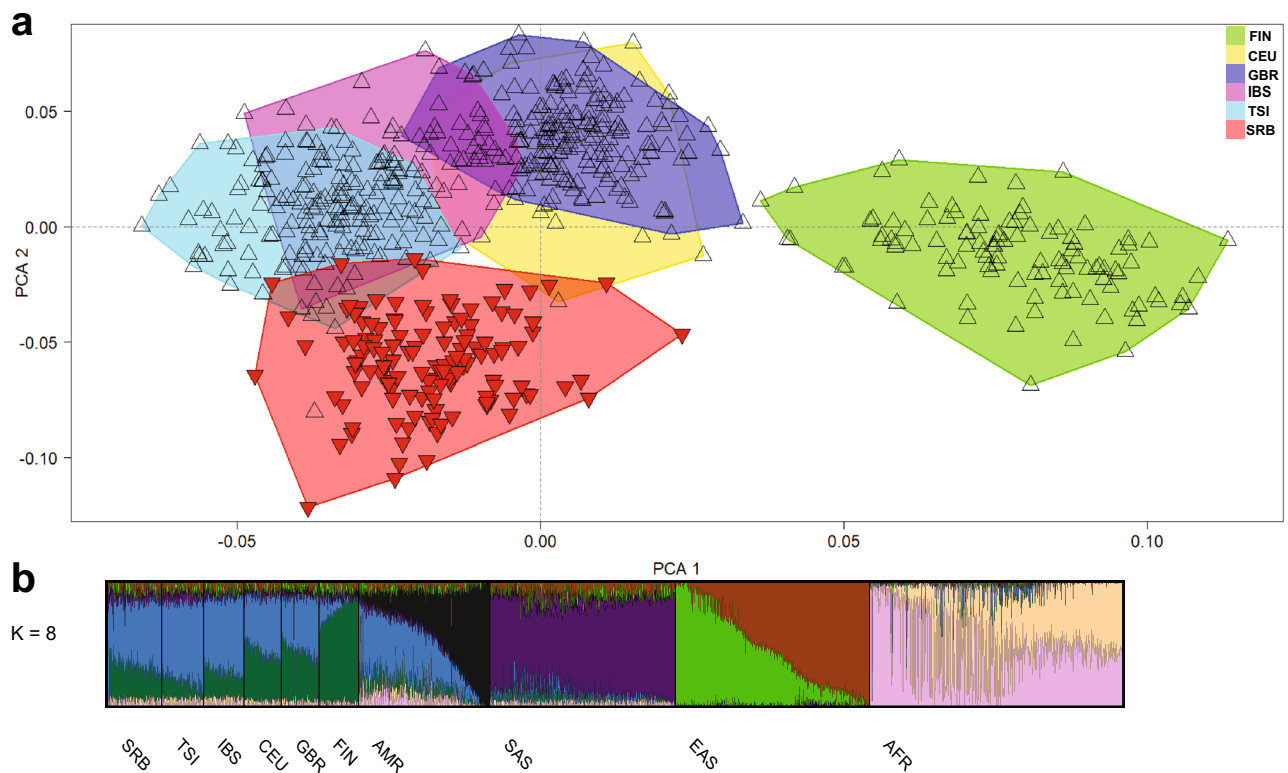 a
FIN
CEU
GBR
IBS
TSI
SRB
0.05
0.00
-0.05
-0.10
PCA 2
-0.05
0.00
0.05
0.10
PCA 1
b
K = 8
SRB
TSI
IBS
CEU
GBR
FIN
AMR
SAS
EAS
AFR